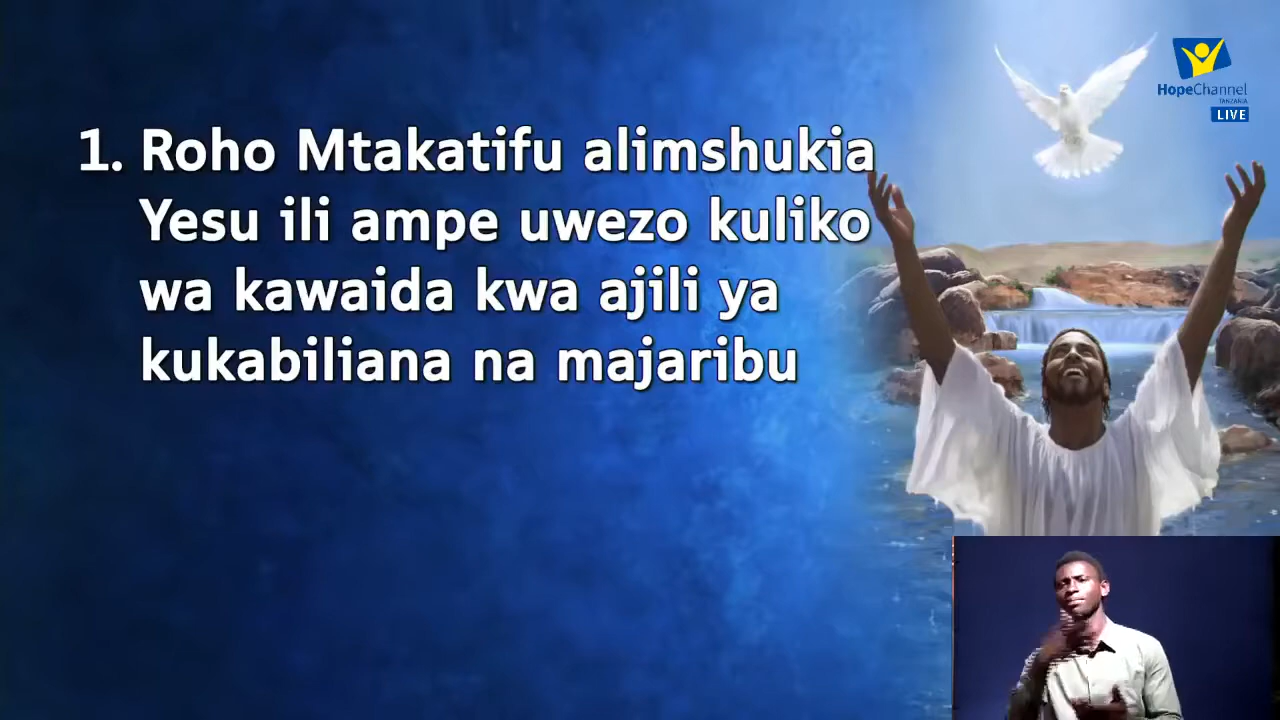 1. Roho Mtakatifu alimshukia
Yesu ili ampe uwezo kuliko
wa kawaida kwa ajili ya
kukabiliana na majaribu
HopeChannel
TANZANIA
LIVE